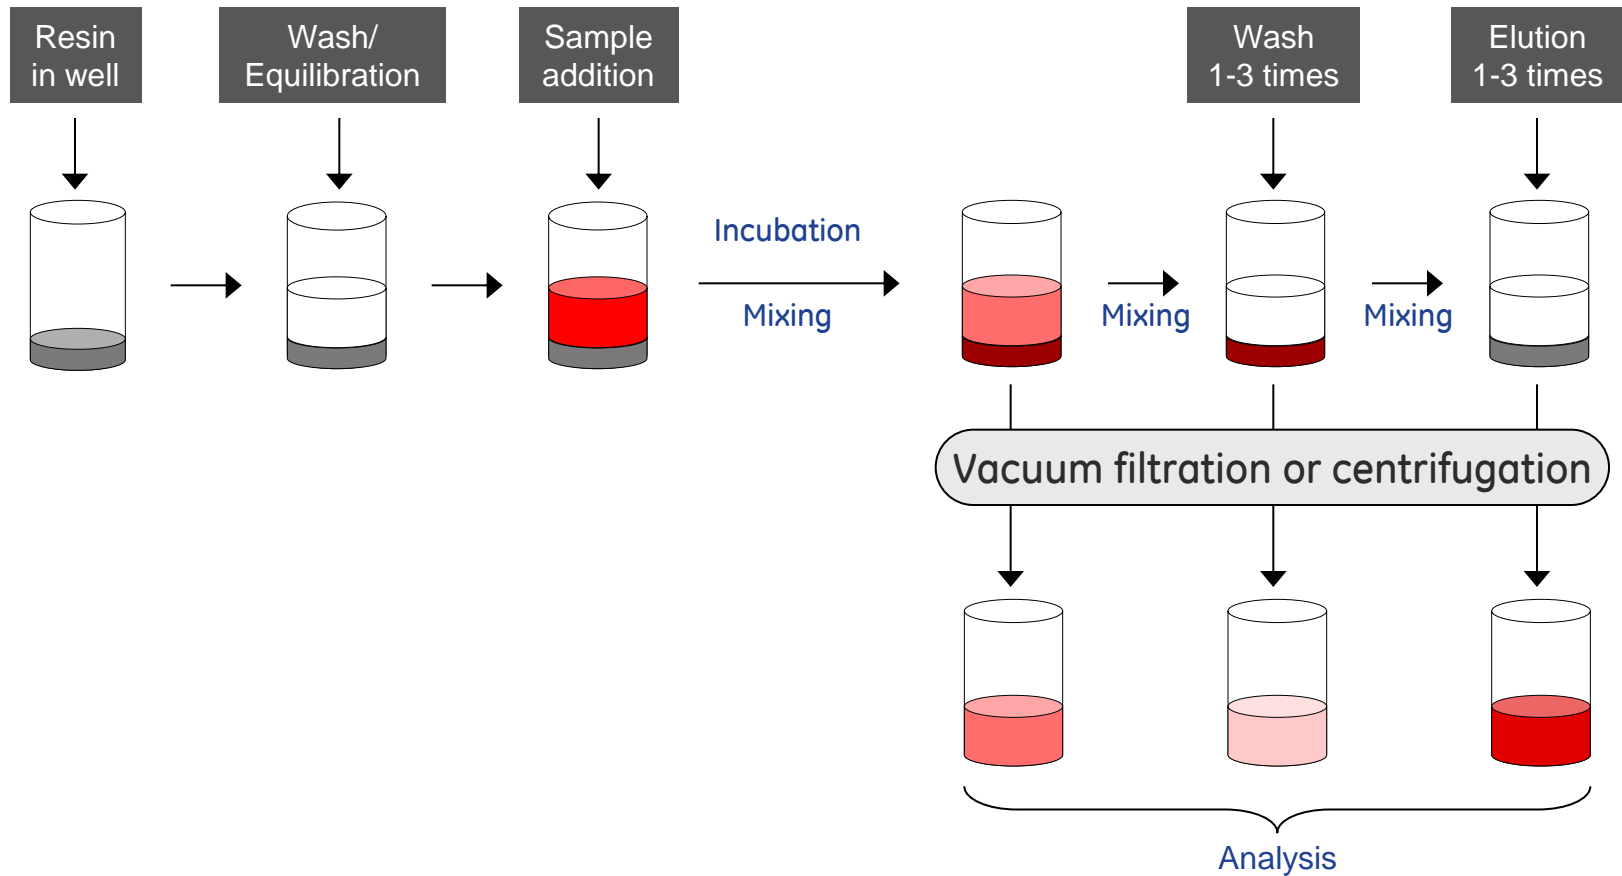 Resin
in well
Wash/
Equilibration
Sample
addition
Wash
1-3 times
Elution
1-3 times
Incubation
Mixing
Mixing
Mixing
Vacuum filtration or centrifugation
Analysis